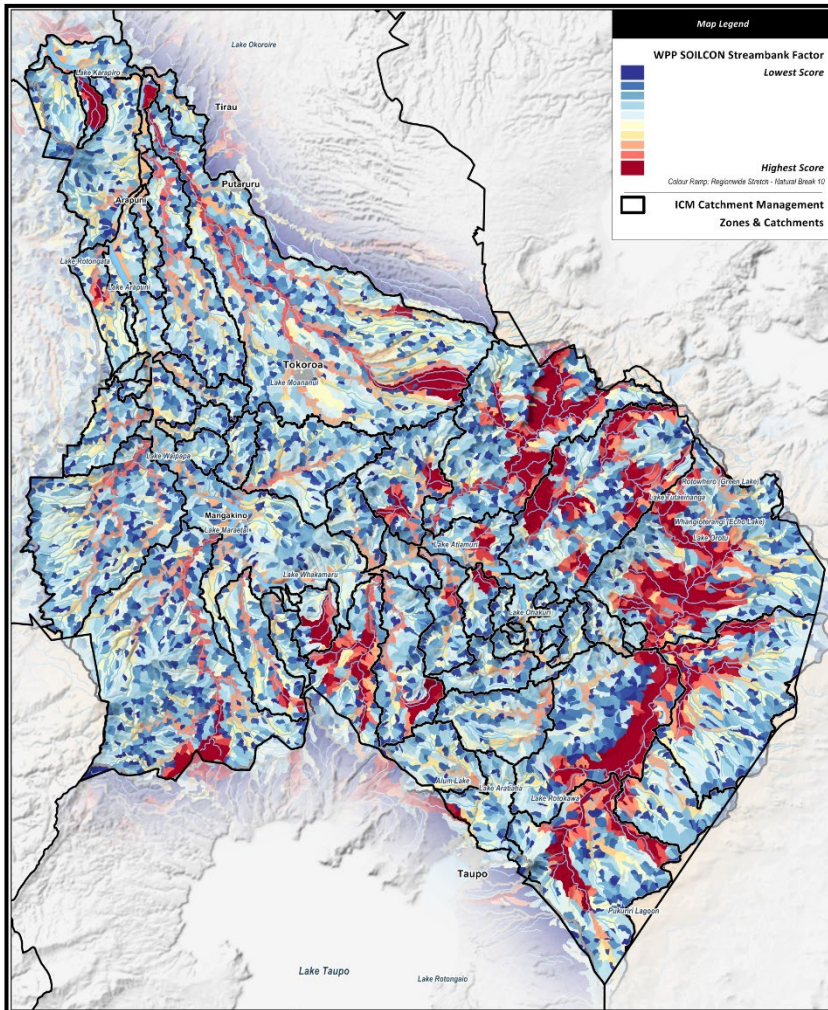 Map Legend
WPP SOILCON Streambank Factor
Lowest Score
Highest Score
Colour Ramp: Regionwide Stretch - Natural Break 10
ICM Catchment Management
Zones & Catchments
Lake Okoroire
Lake Karapiro
Tirau
Putaruru
Arapuni
Lake Rotongata
Lake Arapuni
Tokoroa
Lake Moananui
Lake Waipapa
Rotowhero (Green Lake)
Lake Tutaeinanga
Mangakino
Whangioterangi (Echo Lake)
Lake Maraetai
Lake Orotu
Lake Atiamuri
Lake Whakamaru
Lake Ohakuri
Alum Lake
Lake Aratiatia
Lake Rotokawa
Taupo
Pukuriri Lagoon
Lake Taupo
Lake Rotongaio